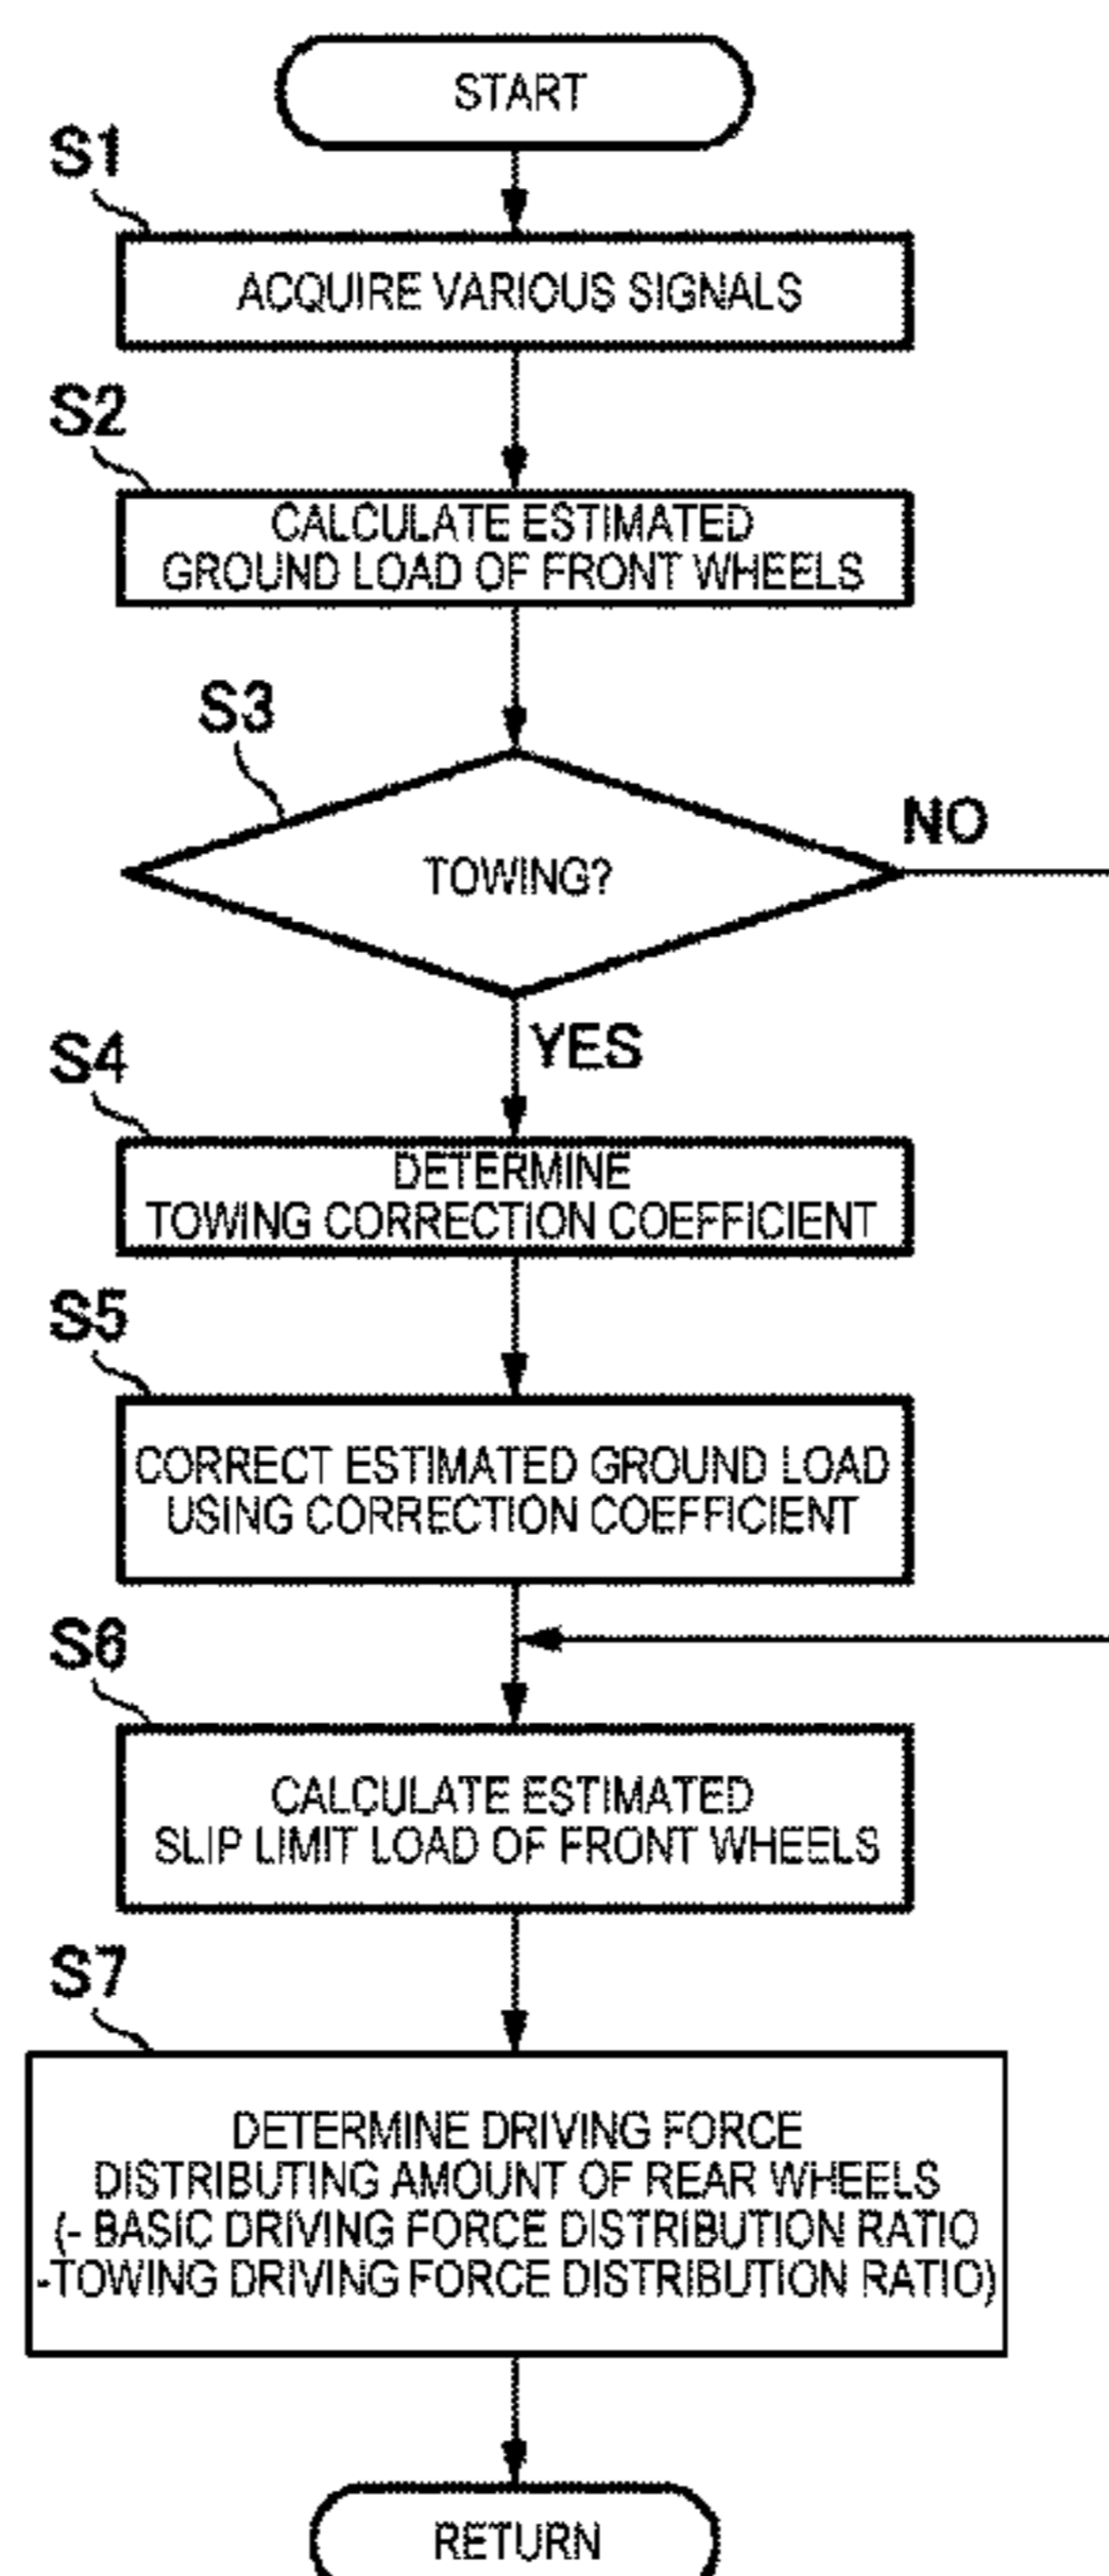 START
S1
ACQUIRE VARIOUS SIGNALS
S2
CALCULATE ESTIMATED
GROUND LOAD OF FRONT WHEELS
S3
TOWING?
NO
YES
S4
DETERMINE
TOWING CORRECTION COEFFICIENT
S5
CORRECT ESTIMATED GROUND LOAD
USING CORRECTION COEFFICIENT
S6
CALCULATE ESTIMATED
SLIP LIMIT LOAD OF FRONT WHEELS
S7
DETERMINE DRIVING FORCE
DISTRIBUTING AMOUNT OF REAR WHEELS
(- BASIC DRIVING FORCE DISTRIBUTION RATIO
-TOWING DRIVING FORCE DISTRIBUTION RATIO)
RETURN